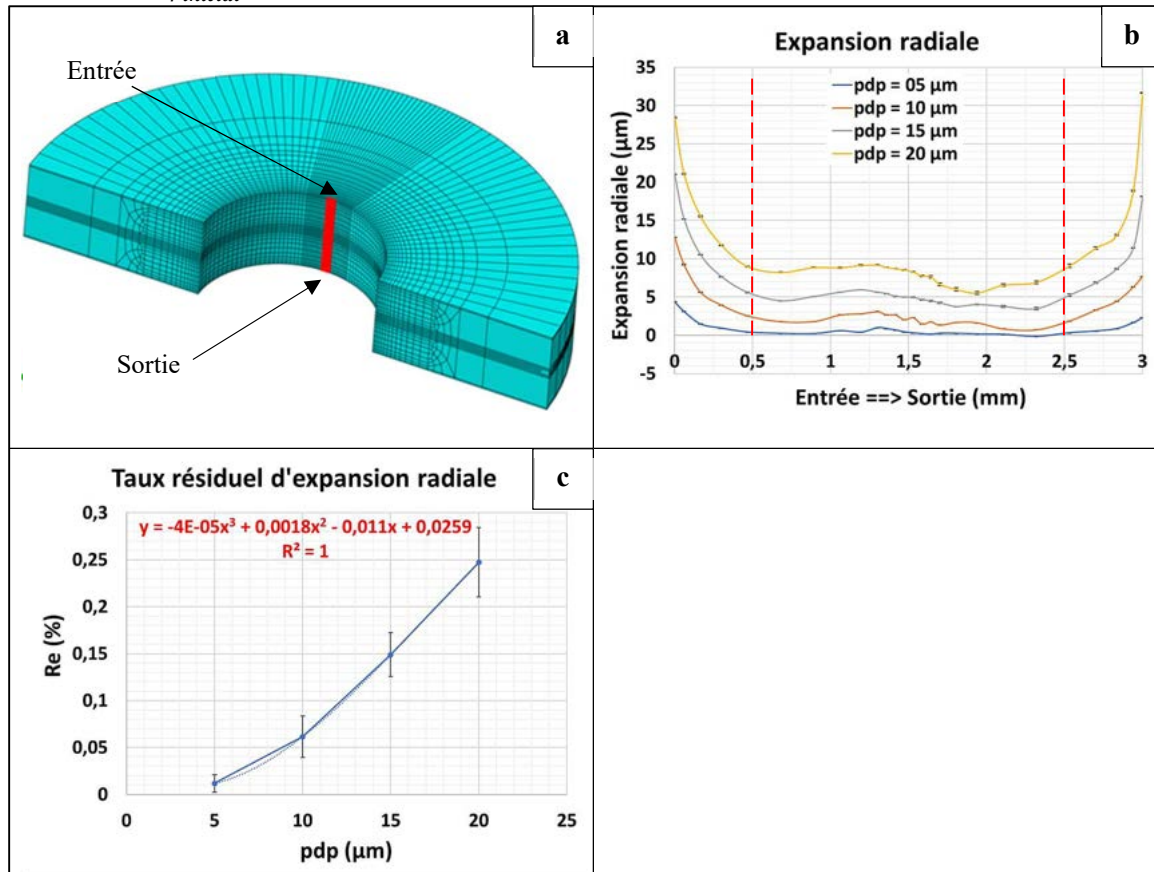 a
Entrée
Sortie
b
Expansion radiale
pdp = 05 µm
pdp = 10 µm
pdp = 15 µm
pdp = 20 µm
Expansion radiale (µm)
35
30
25
20
15
10
5
0
-5
0 0,5 1 1,5 2 2,5 3
Entrée ==> Sortie (mm)
c
Taux résiduel d'expansion radiale
y = -4E-05x³ + 0,0018x² - 0,011x + 0,0259
R² = 1
Re (%)
0,3
0,25
0,2
0,15
0,1
0,05
0
0 5 10 15 20 25
pdp (µm)